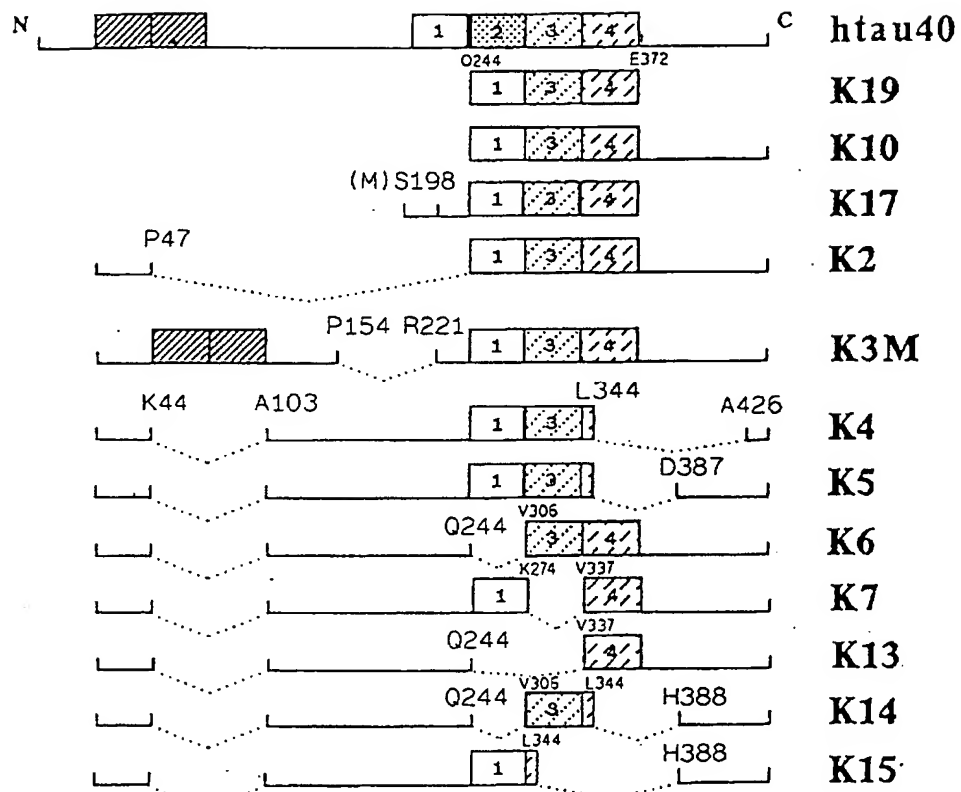 N C htau40
1 2 3 4
Q244 E372
1 3 4 K19
1 3 4 K10
(M)S198
1 3 4 K17
P47
1 3 4 K2
P154 R221
1 3 4 K3M
K44 A103 L344 A426
1 3 K4
D387
1 3 K5
V306
Q244 3 4 K6
K274 V337
1 4 K7
V337
Q244 4 K13
V306 L344
Q244 3 H388 K14
L344
1 H388 K15